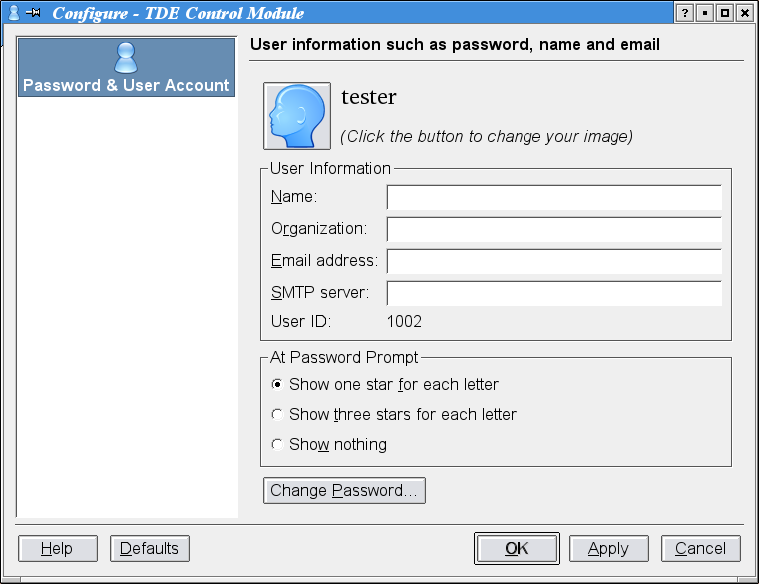 Configure - TDE Control Module
Password & User Account
User information such as password, name and email
tester
(Click the button to change your image)
User Information
Name:
Organization:
Email address:
SMTP server:
User ID: 1002
At Password Prompt
Show one star for each letter
Show three stars for each letter
Show nothing
Change Password...
Help Defaults OK Apply Cancel